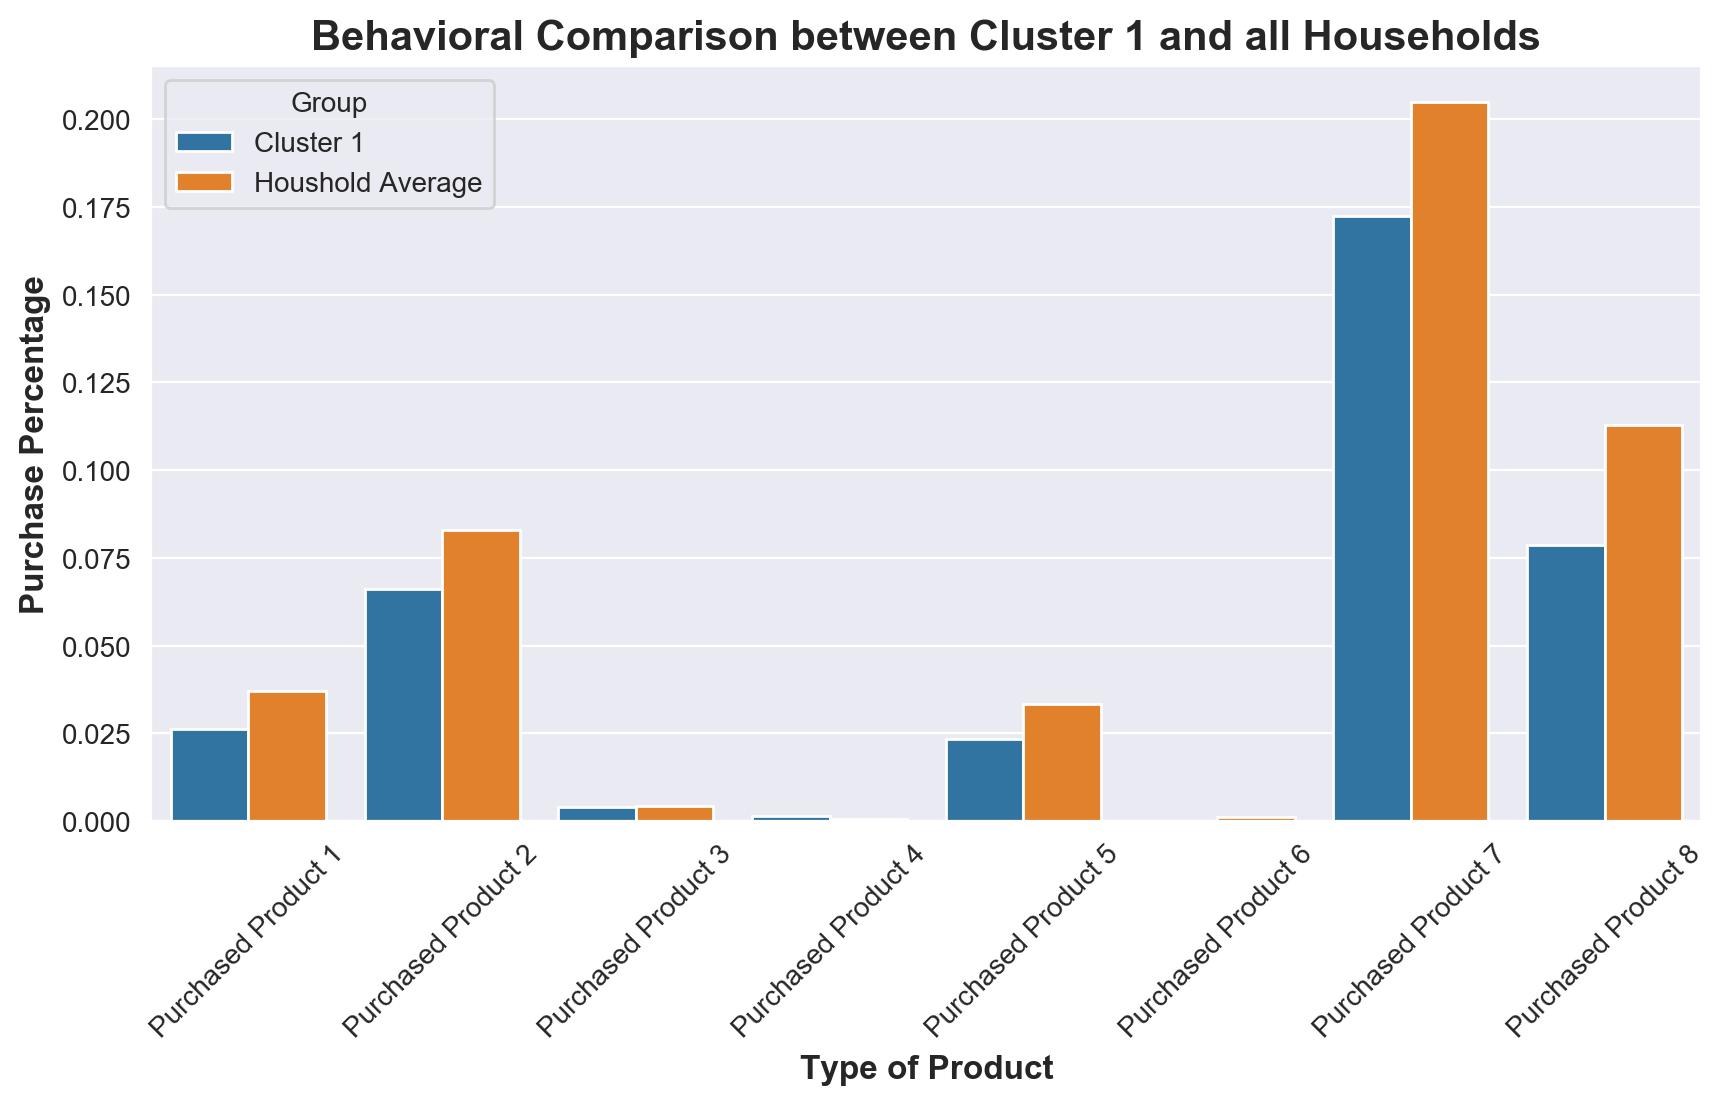 Behavioral Comparison between Cluster 1 and all Households
Group
Cluster 1
Houshold Average
Purchase Percentage
0.200
0.175
0.150
0.125
0.100
0.075
0.050
0.025
0.000
Purchased Product 1
Purchased Product 2
Purchased Product 3
Purchased Product 4
Purchased Product 5
Purchased Product 6
Purchased Product 7
Purchased Product 8
Type of Product